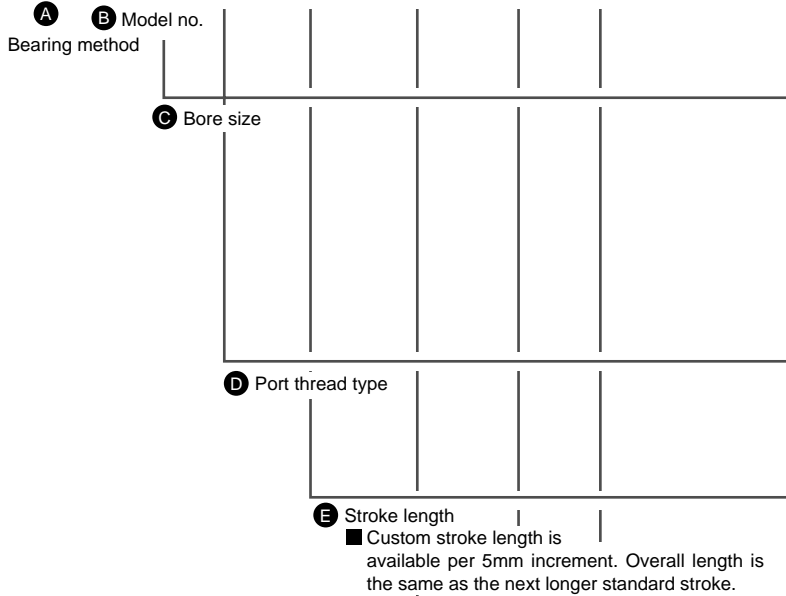 A B Model no.
Bearing method
C Bore size
D Port thread type
E Stroke length
Custom stroke length is
available per 5mm increment. Overall length is
the same as the next longer standard stroke.